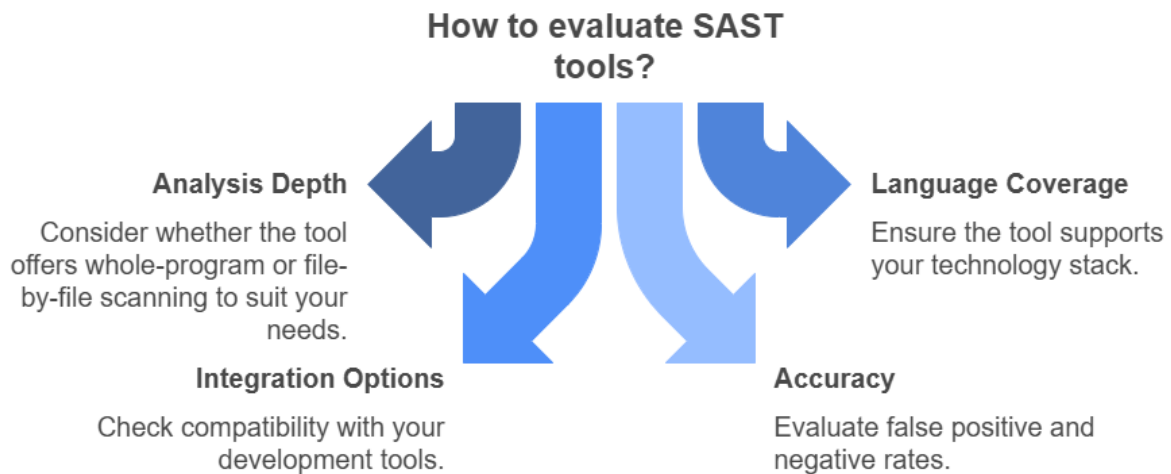 How to evaluate SAST
tools?
Analysis Depth
Consider whether the tool
offers whole-program or file-
by-file scanning to suit your
needs.
Language Coverage
Ensure the tool supports
your technology stack.
Integration Options
Check compatibility with your
development tools.
Accuracy
Evaluate false positive and
negative rates.